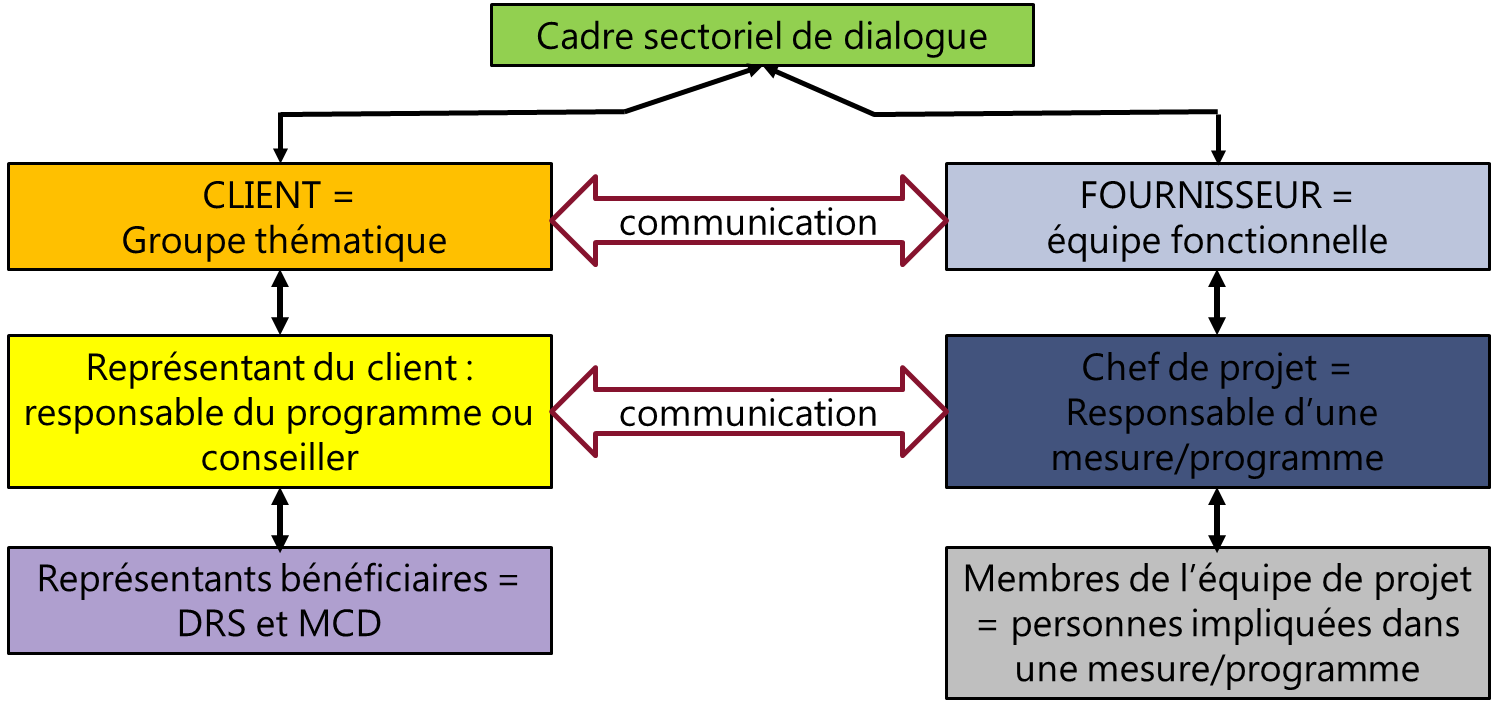 Cadre sectoriel de dialogue
CLIENT =
Groupe thématique
communication
FOURNISSEUR =
équipe fonctionnelle
Représentant du client :
responsable du programme ou
conseiller
communication
Chef de projet =
Responsable d’une
mesure/programme
Représentants bénéficiaires =
DRS et MCD
Membres de l’équipe de projet
= personnes impliquées dans
une mesure/programme